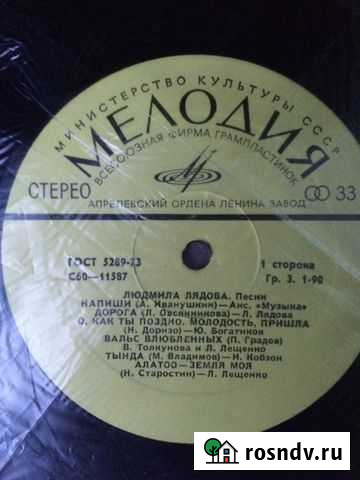 МИНИСТЕРСТВО КУЛЬТУРЫ СССР
МЕЛОДИЯ
ВСЕСОЮЗНАЯ ФИРМА ГРАМПЛАСТИНОК
СТЕРЕО
33
АПРЕЛЕВСКИЙ ОРДЕНА ЛЕНИНА ЗАВОД
ГОСТ 5289-73
1 сторона
С60—11587
Гр. 3. 1-90
ЛЮДМИЛА ЛЯДОВА. Песни
НАПИШИ (А. Иванушкин) — Анс. «Музыка»
ДОРОГА (Л. Овсянникова) — Л. Лядова
О, КАК ТЫ ПОЗДНО, МОЛОДОСТЬ, ПРИШЛА
(Н. Доризо) — Ю. Богатиков
ВАЛЬС ВЛЮБЛЕННЫХ (П. Градов)
В. Толкунова и Л. Лещенко
ТЫНДА (М. Владимов) — И. Кобзон
АЛАТОО — ЗЕМЛЯ МОЯ
(Н. Старостин) — Л. Лещенко
rosndv.ru